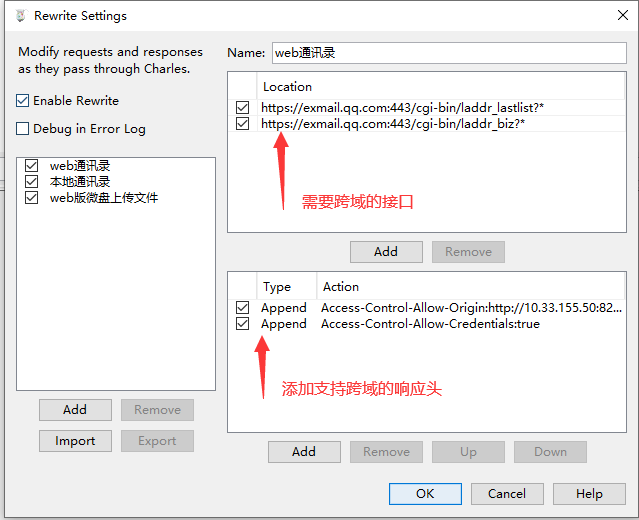 Rewrite Settings
Modify requests and responses
as they pass through Charles.
Enable Rewrite
Debug in Error Log
web通讯录
本地通讯录
web版微盘上传文件
Add
Remove
Import
Export
Name:
web通讯录
Location
https://exmail.qq.com:443/cgi-bin/laddr_lastlist?*
https://exmail.qq.com:443/cgi-bin/laddr_biz?*
需要跨域的接口
Add
Remove
Type
Action
Append
Access-Control-Allow-Origin:http://10.33.155.50:82...
Append
Access-Control-Allow-Credentials:true
添加支持跨域的响应头
Add
Remove
Up
Down
OK
Cancel
Help